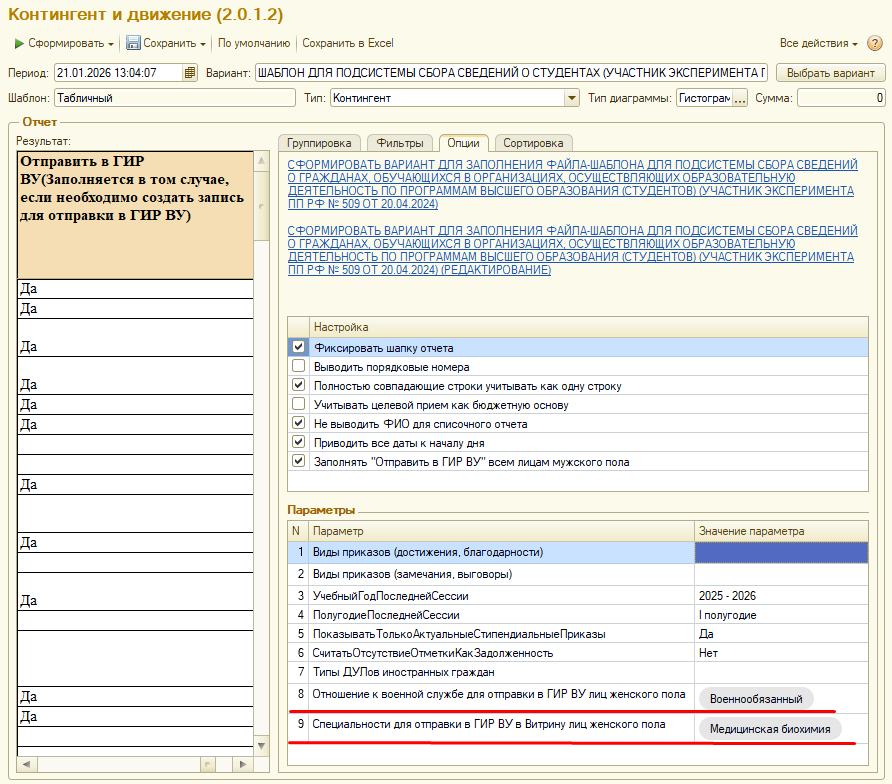 Контингент и движение (2.0.1.2)
Сформировать Сохранить По умолчанию Сохранить в Excel Все действия ?
Период: 21.01.2026 13:04:07 Вариант: ШАБЛОН ДЛЯ ПОДСИСТЕМЫ СБОРА СВЕДЕНИЙ О СТУДЕНТАХ (УЧАСТНИК ЭКСПЕРИМЕНТА Выбрать вариант
Шаблон: Табличный Тип: Контингент Тип диаграммы: Гистограм ... Сумма: 0
Отчет
Результат:
Отправить в ГИР
ВУ(Заполняется в том случае,
если необходимо создать запись
для отправки в ГИР ВУ)
Да
Да
Да
Да
Да
Да
Да
Да
Да
Да
Да
Группировка Фильтры Опции Сортировка
СФОРМИРОВАТЬ ВАРИАНТ ДЛЯ ЗАПОЛНЕНИЯ ФАЙЛА-ШАБЛОНА ДЛЯ ПОДСИСТЕМЫ СБОРА СВЕДЕНИЙ
О ГРАЖДАНАХ, ОБУЧАЮЩИХСЯ В ОРГАНИЗАЦИЯХ, ОСУЩЕСТВЛЯЮЩИХ ОБРАЗОВАТЕЛЬНУЮ
ДЕЯТЕЛЬНОСТЬ ПО ПРОГРАММАМ ВЫСШЕГО ОБРАЗОВАНИЯ (СТУДЕНТОВ) (УЧАСТНИК ЭКСПЕРИМЕНТА
ПП РФ № 509 ОТ 20.04.2024)
СФОРМИРОВАТЬ ВАРИАНТ ДЛЯ ЗАПОЛНЕНИЯ ФАЙЛА-ШАБЛОНА ДЛЯ ПОДСИСТЕМЫ СБОРА СВЕДЕНИЙ
О ГРАЖДАНАХ, ОБУЧАЮЩИХСЯ В ОРГАНИЗАЦИЯХ, ОСУЩЕСТВЛЯЮЩИХ ОБРАЗОВАТЕЛЬНУЮ
ДЕЯТЕЛЬНОСТЬ ПО ПРОГРАММАМ ВЫСШЕГО ОБРАЗОВАНИЯ (СТУДЕНТОВ) (УЧАСТНИК ЭКСПЕРИМЕНТА
ПП РФ № 509 ОТ 20.04.2024) (РЕДАКТИРОВАНИЕ)
Настройка
Фиксировать шапку отчета
Выводить порядковые номера
Полностью совпадающие строки учитывать как одну строку
Учитывать целевой прием как бюджетную основу
Не выводить ФИО для списочного отчета
Приводить все даты к началу дня
Заполнять "Отправить в ГИР ВУ" всем лицам мужского пола
Параметры
N Параметр Значение параметра
1 Виды приказов (достижения, благодарности)
2 Виды приказов (замечания, выговоры)
3 УчебныйГодПоследнейСессии 2025 - 2026
4 ПолугодиеПоследнейСессии I полугодие
5 ПоказыватьТолькоАктуальныеСтипендиальныеПриказы Да
6 СчитатьОтсутствиеОтметкиКакЗадолженность Нет
7 Типы ДУЛов иностранных граждан
8 Отношение к военной службе для отправки в ГИР ВУ лиц женского пола Военнообязанный
9 Специальности для отправки в ГИР ВУ в Витрину лиц женского пола Медицинская биохимия